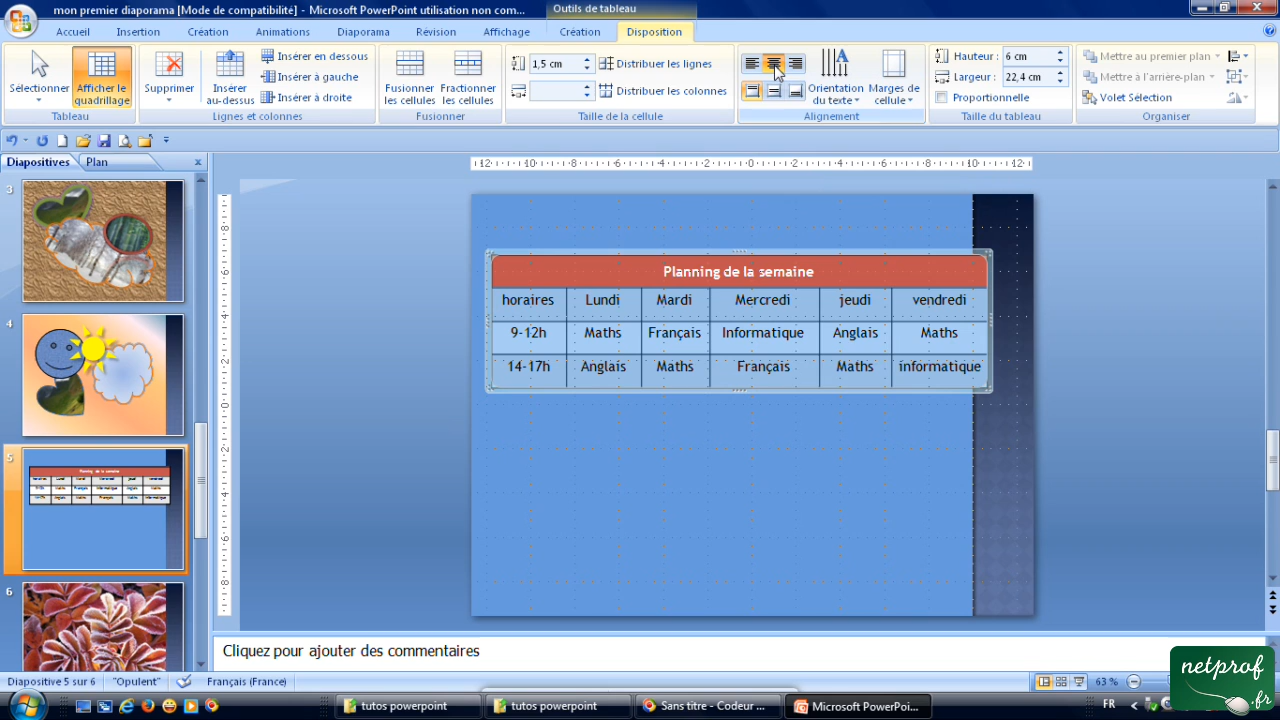 mon premier diaporama [Mode de compatibilité] - Microsoft PowerPoint utilisation non com...
Outils de tableau
Accueil Insertion Création Animations Diaporama Révision Affichage Création Disposition
Sélectionner
Afficher le quadrillage
Tableau
Supprimer
Insérer au-dessus
Insérer en dessous
Insérer à gauche
Insérer à droite
Lignes et colonnes
Fusionner les cellules
Fractionner les cellules
Fusionner
1,5 cm
Distribuer les lignes
Distribuer les colonnes
Taille de la cellule
Orientation du texte
Marges de cellule
Alignement
Hauteur : 6 cm
Largeur : 22,4 cm
Proportionnelle
Taille du tableau
Mettre au premier plan
Mettre à l'arrière-plan
Volet Sélection
Organiser
Diapositives Plan x
3
4
5
6
Planning de la semaine
horaires Lundi Mardi Mercredi jeudi vendredi
9-12h Maths Français Informatique Anglais Maths
14-17h Anglais Maths Français Maths informatique
Cliquez pour ajouter des commentaires
Diapositive 5 sur 6 "Opulent" Français (France) 63 %
tutos powerpoint tutos powerpoint Sans titre - Codeur ... Microsoft PowerPoi... FR
netprof
.fr